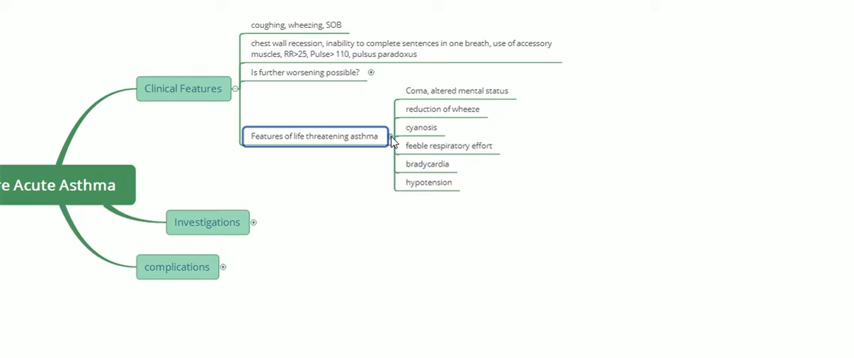 coughing, wheezing, SOB
chest wall recession, inability to complete sentences in one breath, use of accessory
muscles, RR>25, Pulse> 110, pulsus paradoxus
Is further worsening possible?
Clinical Features
Coma, altered mental status
reduction of wheeze
cyanosis
Features of life threatening asthma
feeble respiratory effort
bradycardia
hypotension
re Acute Asthma
Investigations
complications